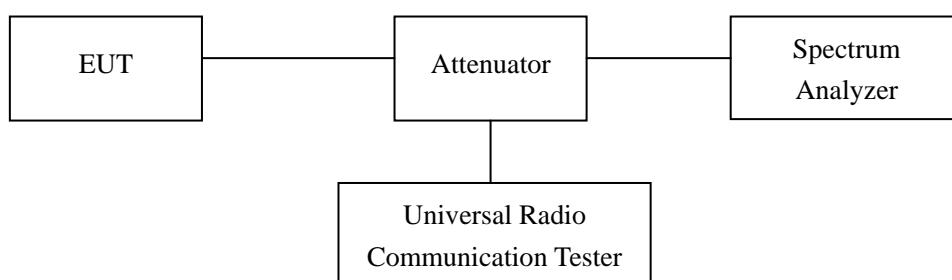 EUT
Attenuator
Spectrum
Analyzer
Universal Radio
Communication Tester